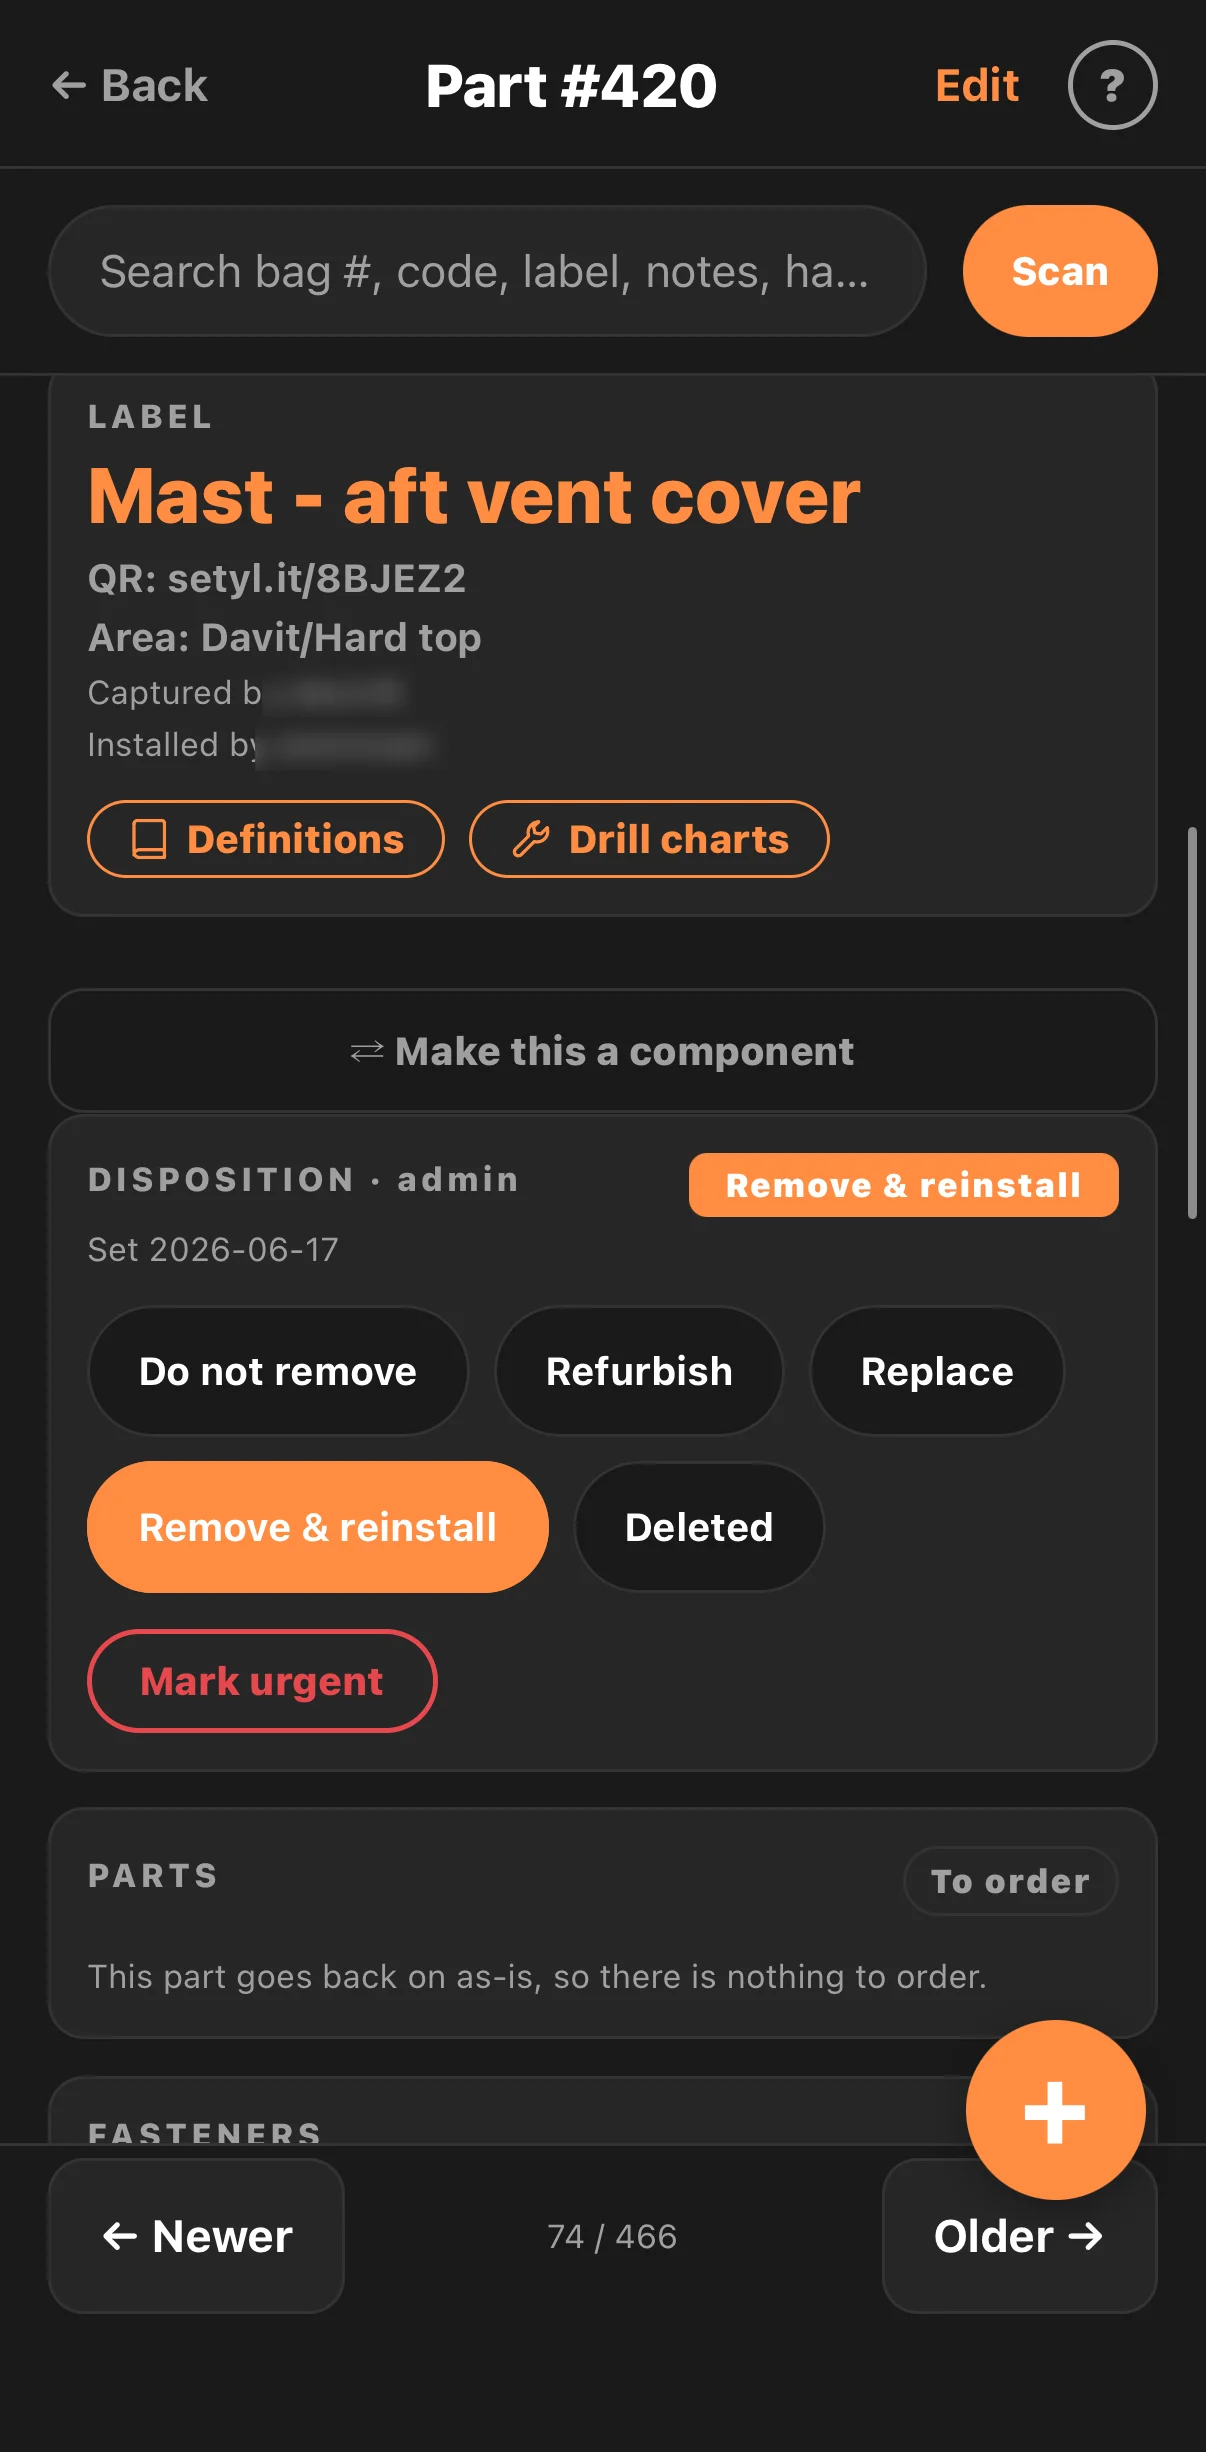 ← Back
Part #420
Edit
?
Search bag #, code, label, notes, ha...
Scan
LABEL
Mast - aft vent cover
QR: setyl.it/8BJEZ2
Area: Davit/Hard top
Captured b
Installed by
Definitions
Drill charts
⇄ Make this a component
DISPOSITION · admin
Remove & reinstall
Set 2026-06-17
Do not remove
Refurbish
Replace
Remove & reinstall
Deleted
Mark urgent
PARTS
To order
This part goes back on as-is, so there is nothing to order.
FASTENERS
+
← Newer
74 / 466
Older →